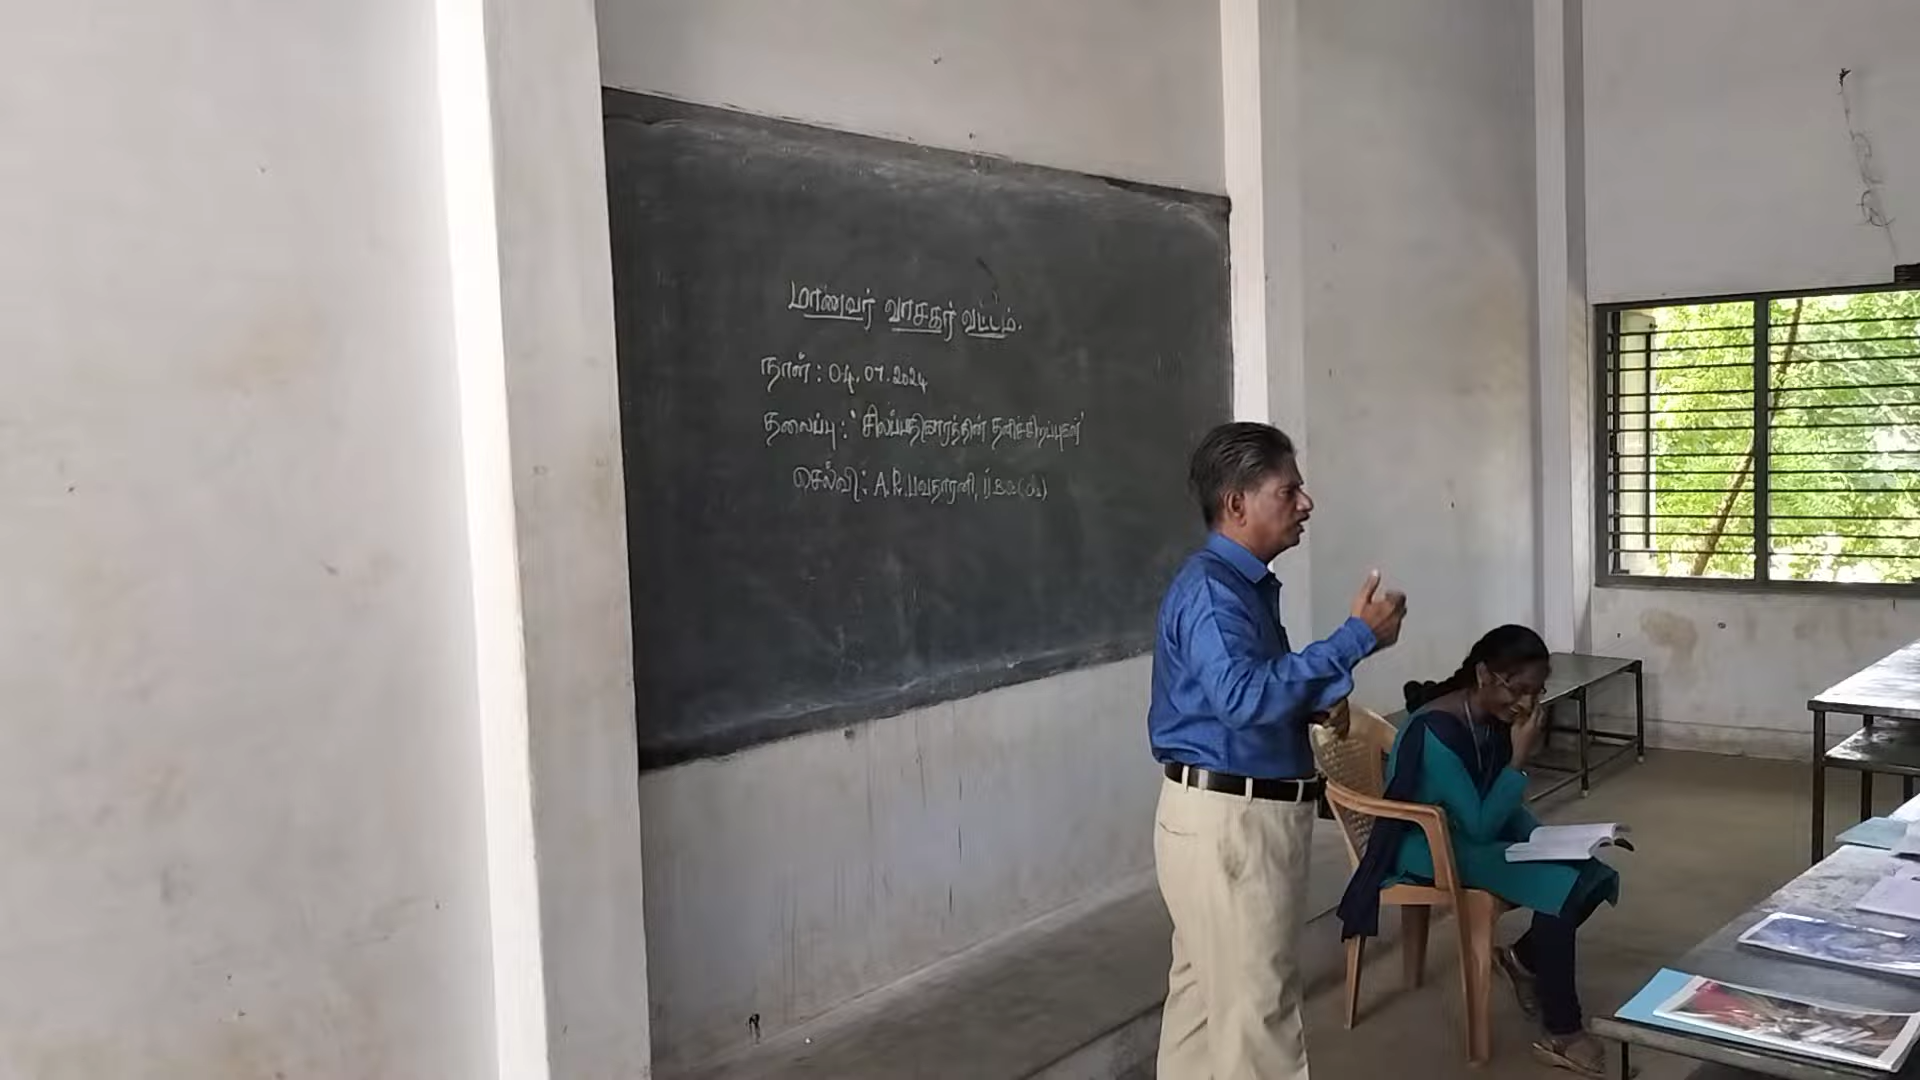 மாணவர் வாசகர் வட்டம்.
நாள் : 04.07.2024
தலைப்பு : 'சிலப்பதிகாரத்தின் தனிச்சிறப்புகள்'
செல்வி : A.R. பவதாரணி,